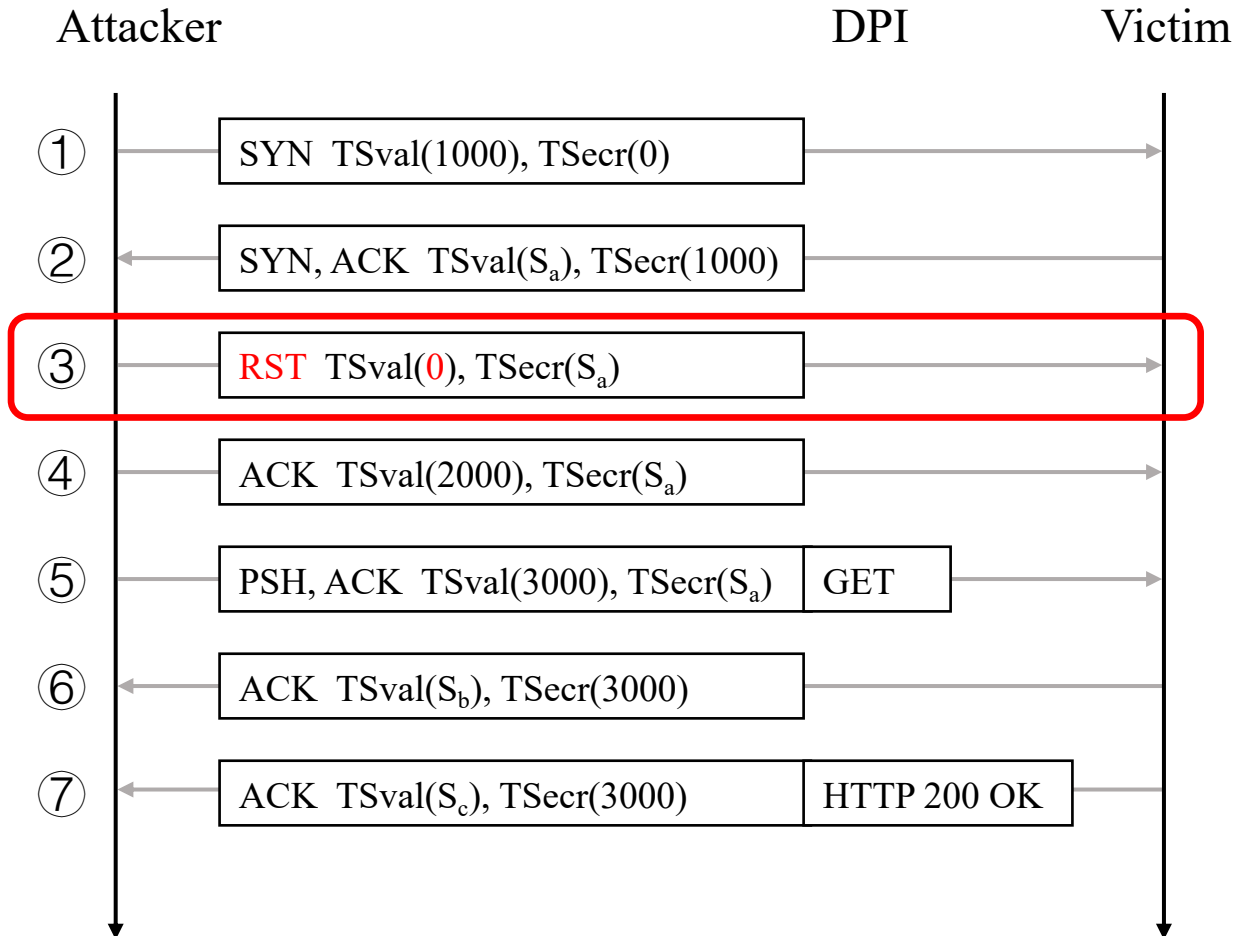 Attacker DPI Victim
① SYN TSval(1000), TSecr(0)
② SYN, ACK TSval(Sₐ), TSecr(1000)
③ RST TSval(0), TSecr(Sₐ)
④ ACK TSval(2000), TSecr(Sₐ)
⑤ PSH, ACK TSval(3000), TSecr(Sₐ) GET
⑥ ACK TSval(S_b), TSecr(3000)
⑦ ACK TSval(S_c), TSecr(3000) HTTP 200 OK